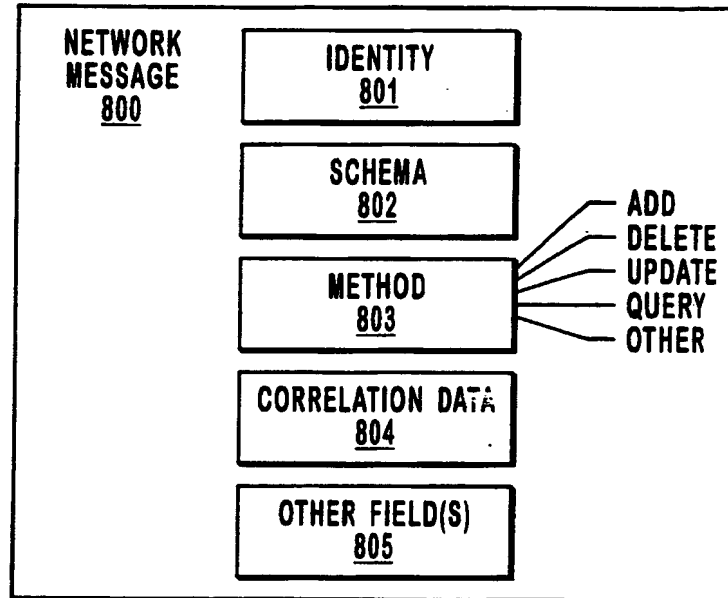 NETWORK
MESSAGE
800
IDENTITY
801
SCHEMA
802
METHOD
803
ADD
DELETE
UPDATE
QUERY
OTHER
CORRELATION DATA
804
OTHER FIELD(S)
805